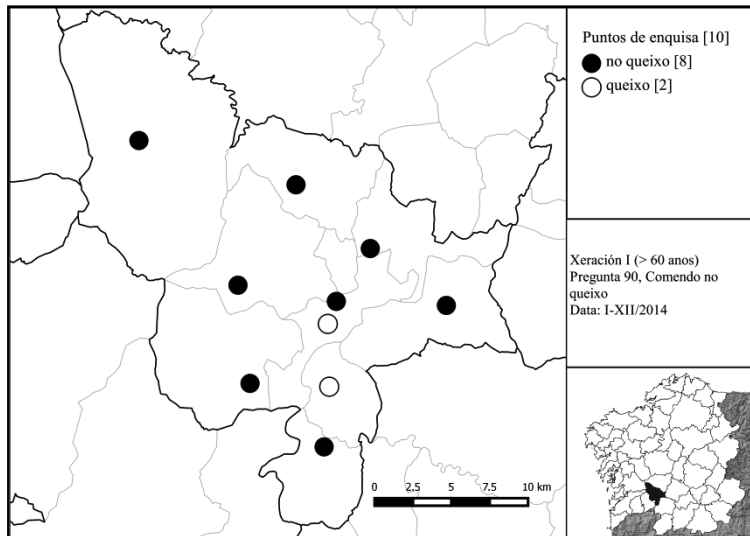 Puntos de enquisa [10]
no queixo [8]
queixo [2]
Xeración I (> 60 anos)
Pregunta 90, Comendo no
queixo
Data: I-XII/2014
0 2,5 5 7,5 10 km